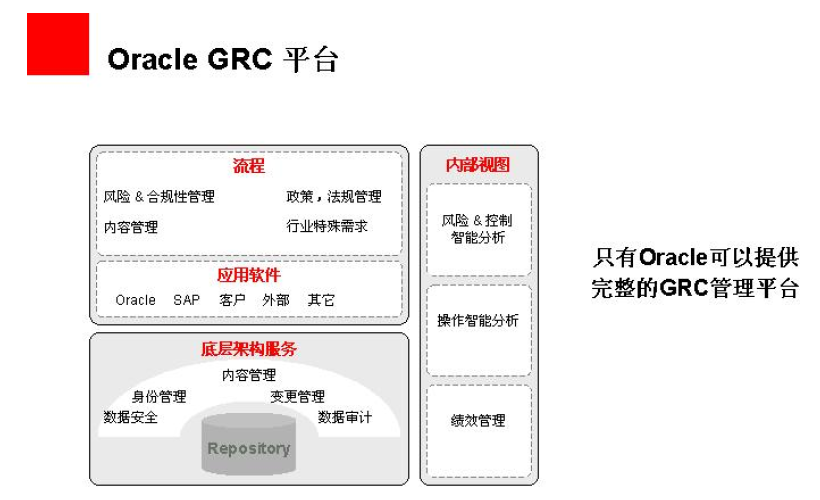 Oracle GRC 平台
流程
风险 & 合规性管理 政策，法规管理
内容管理 行业特殊需求
应用软件
Oracle SAP 客户 外部 其它
底层架构服务
内容管理
身份管理 变更管理
数据安全 数据审计
Repository
内部视图
风险 & 控制
智能分析
操作智能分析
绩效管理
只有Oracle可以提供
完整的GRC管理平台